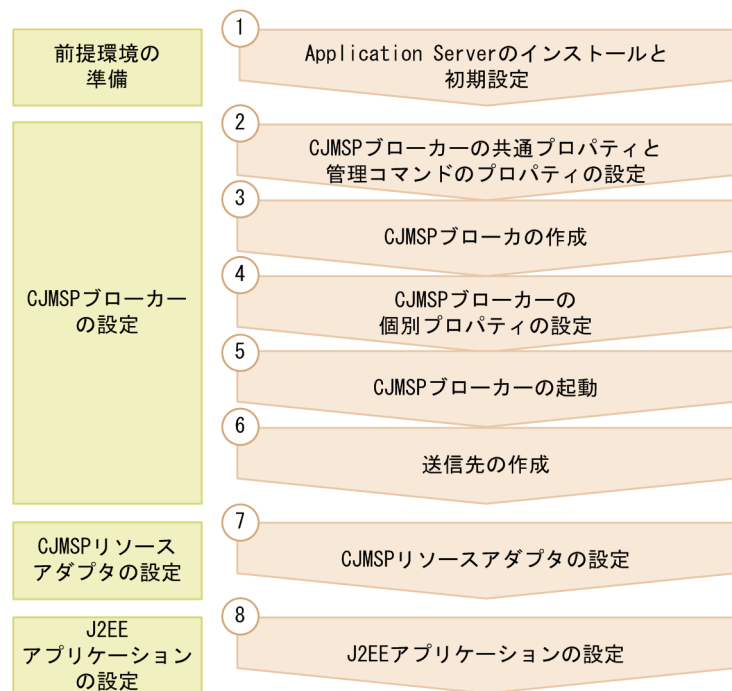 前提環境の
準備
1
Application Serverのインストールと
初期設定
CJMSPブローカー
の設定
2
CJMSPブローカーの共通プロパティと
管理コマンドのプロパティの設定
3
CJMSPブローカの作成
4
CJMSPブローカーの
個別プロパティの設定
5
CJMSPブローカーの起動
6
送信先の作成
CJMSPリソース
アダプタの設定
7
CJMSPリソースアダプタの設定
J2EE
アプリケーション
の設定
8
J2EEアプリケーションの設定